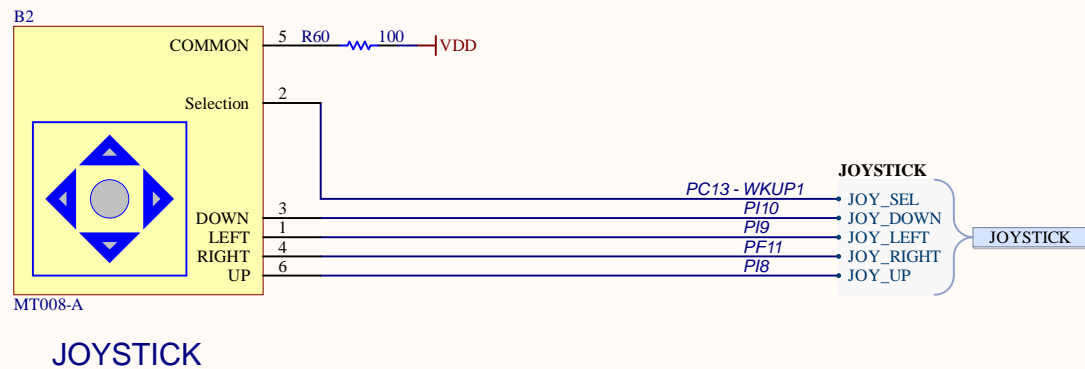 B2
COMMON 5 R60 100 VDD
Selection 2
JOYSTICK
PC13 - WKUP1 JOY_SEL
DOWN 3 PI10 JOY_DOWN
LEFT 1 PI9 JOY_LEFT JOYSTICK
RIGHT 4 PF11 JOY_RIGHT
UP 6 PI8 JOY_UP
MT008-A
JOYSTICK